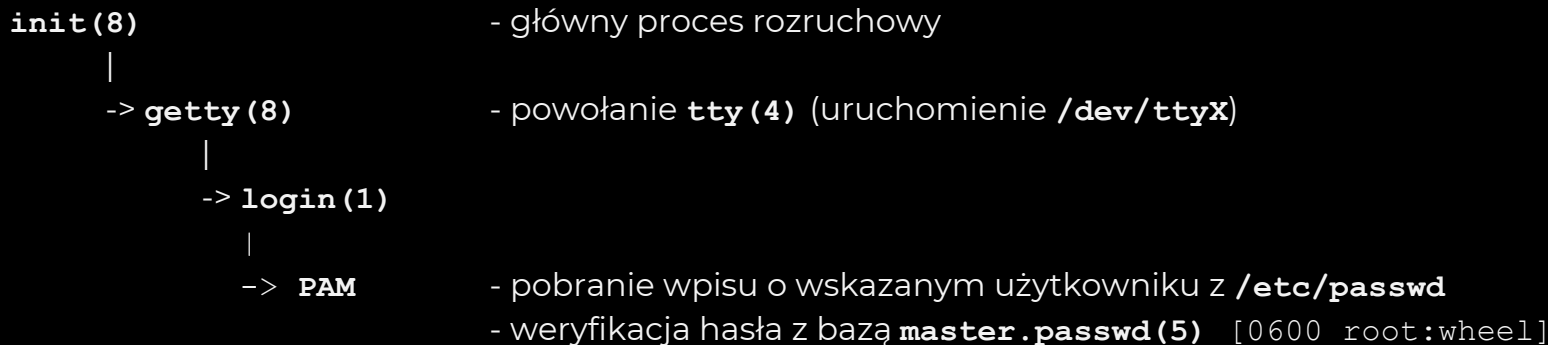 init(8) - główny proces rozruchowy
|
-> getty(8) - powołanie tty(4) (uruchomienie /dev/ttyX)
|
-> login(1)
|
-> PAM - pobranie wpisu o wskazanym użytkowniku z /etc/passwd
- weryfikacja hasła z bazą master.passwd(5) [0600 root:wheel]